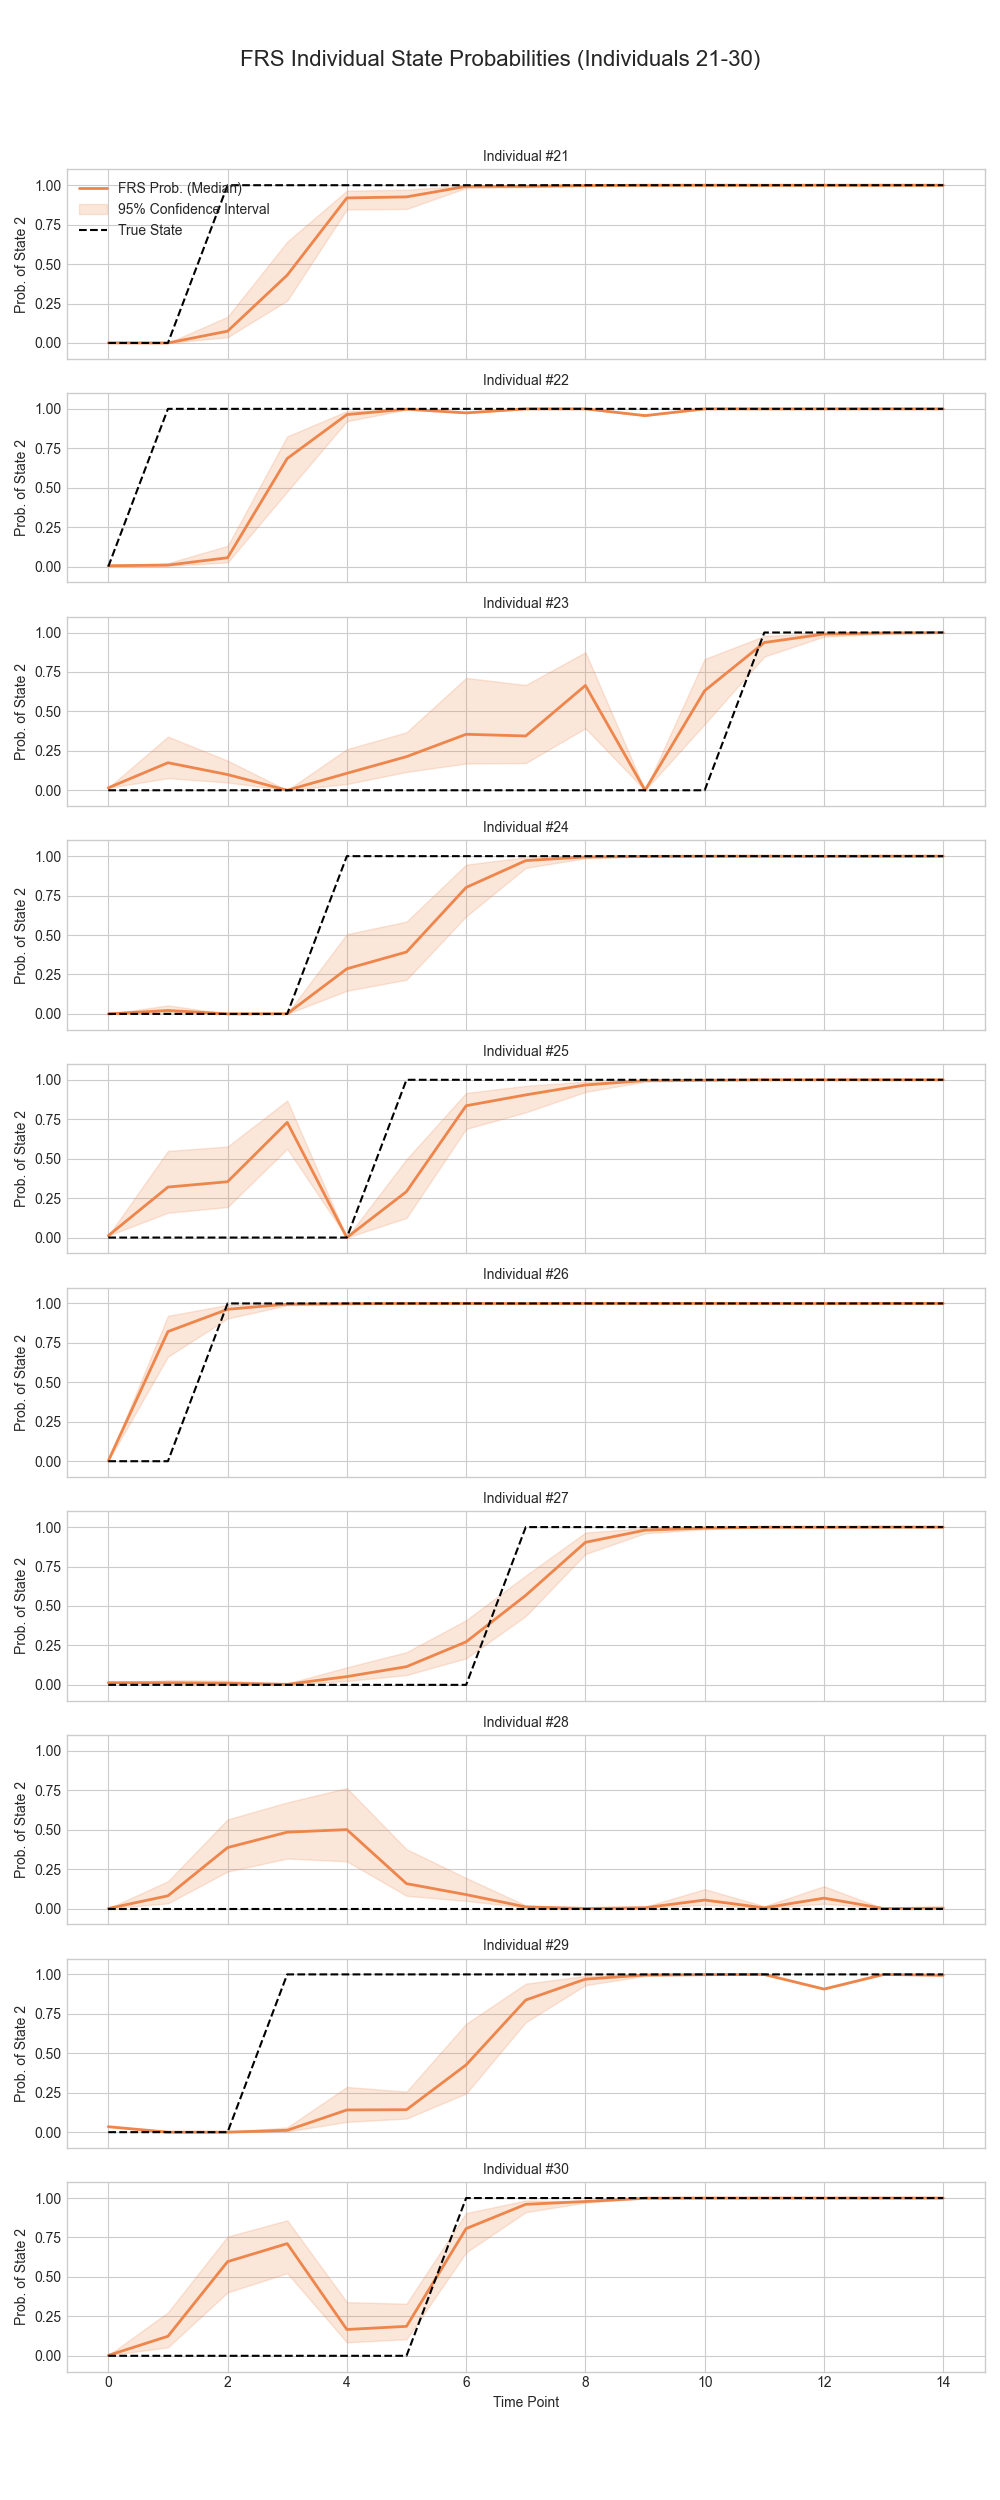 FRS Individual State Probabilities (Individuals 21-30)
Individual #21
1.00
0.75
0.50
0.25
0.00
Prob. of State 2
FRS Prob. (Median)
95% Confidence Interval
True State
Individual #22
1.00
0.75
0.50
0.25
0.00
Prob. of State 2
Individual #23
1.00
0.75
0.50
0.25
0.00
Prob. of State 2
Individual #24
1.00
0.75
0.50
0.25
0.00
Prob. of State 2
Individual #25
1.00
0.75
0.50
0.25
0.00
Prob. of State 2
Individual #26
1.00
0.75
0.50
0.25
0.00
Prob. of State 2
Individual #27
1.00
0.75
0.50
0.25
0.00
Prob. of State 2
Individual #28
1.00
0.75
0.50
0.25
0.00
Prob. of State 2
Individual #29
1.00
0.75
0.50
0.25
0.00
Prob. of State 2
Individual #30
1.00
0.75
0.50
0.25
0.00
Prob. of State 2
0 2 4 6 8 10 12 14
Time Point